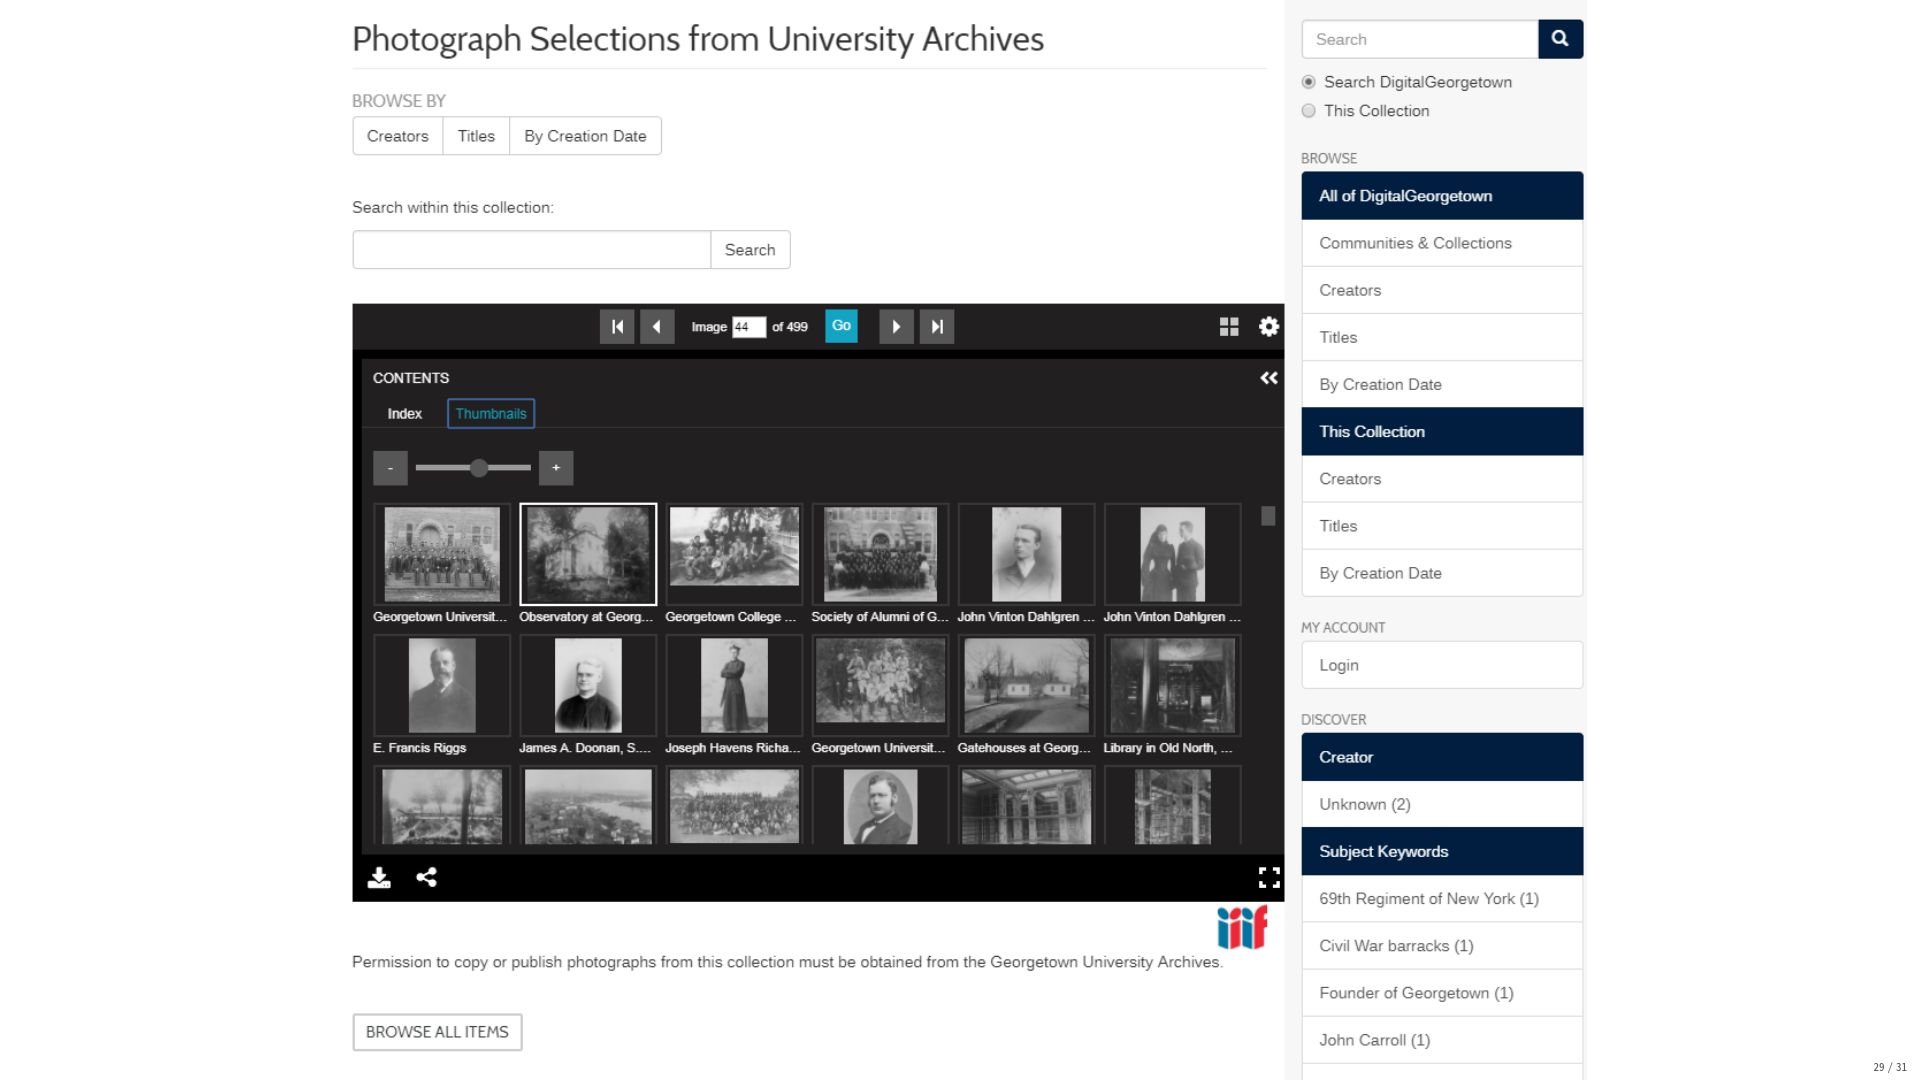 Photograph Selections from University Archives
BROWSE BY
Creators
Titles
By Creation Date
Search within this collection:
Search
Image 44 of 499 Go
CONTENTS
Index
Thumbnails
-
+
Georgetown Universit...
Observatory at Georg...
Georgetown College ...
Society of Alumni of G...
John Vinton Dahlgren ...
John Vinton Dahlgren ...
E. Francis Riggs
James A. Doonan, S....
Joseph Havens Richa...
Georgetown Universit...
Gatehouses at Georg...
Library in Old North, ...
iiif
Permission to copy or publish photographs from this collection must be obtained from the Georgetown University Archives.
BROWSE ALL ITEMS
Search
Search DigitalGeorgetown
This Collection
BROWSE
All of DigitalGeorgetown
Communities & Collections
Creators
Titles
By Creation Date
This Collection
Creators
Titles
By Creation Date
MY ACCOUNT
Login
DISCOVER
Creator
Unknown (2)
Subject Keywords
69th Regiment of New York (1)
Civil War barracks (1)
Founder of Georgetown (1)
John Carroll (1)
29 / 31